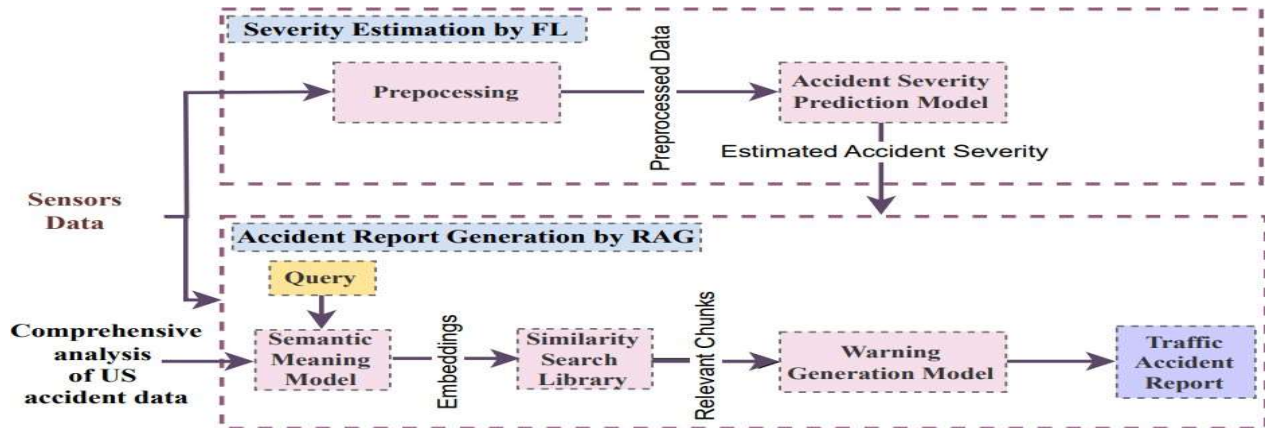 Severity Estimation by FL
Prepocessing
Preprocessed Data
Accident Severity
Prediction Model
Estimated Accident Severity
Sensors
Data
Accident Report Generation by RAG
Query
Comprehensive
analysis
of US
accident data
Semantic
Meaning
Model
Embeddings
Similarity
Search
Library
Relevant Chunks
Warning
Generation Model
Traffic
Accident
Report